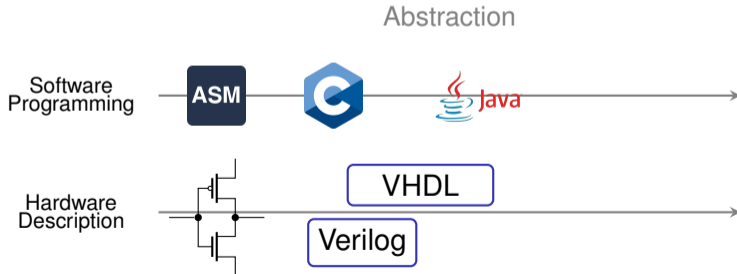 Abstraction
Software
Programming
ASM
C
Java
Hardware
Description
VHDL
Verilog